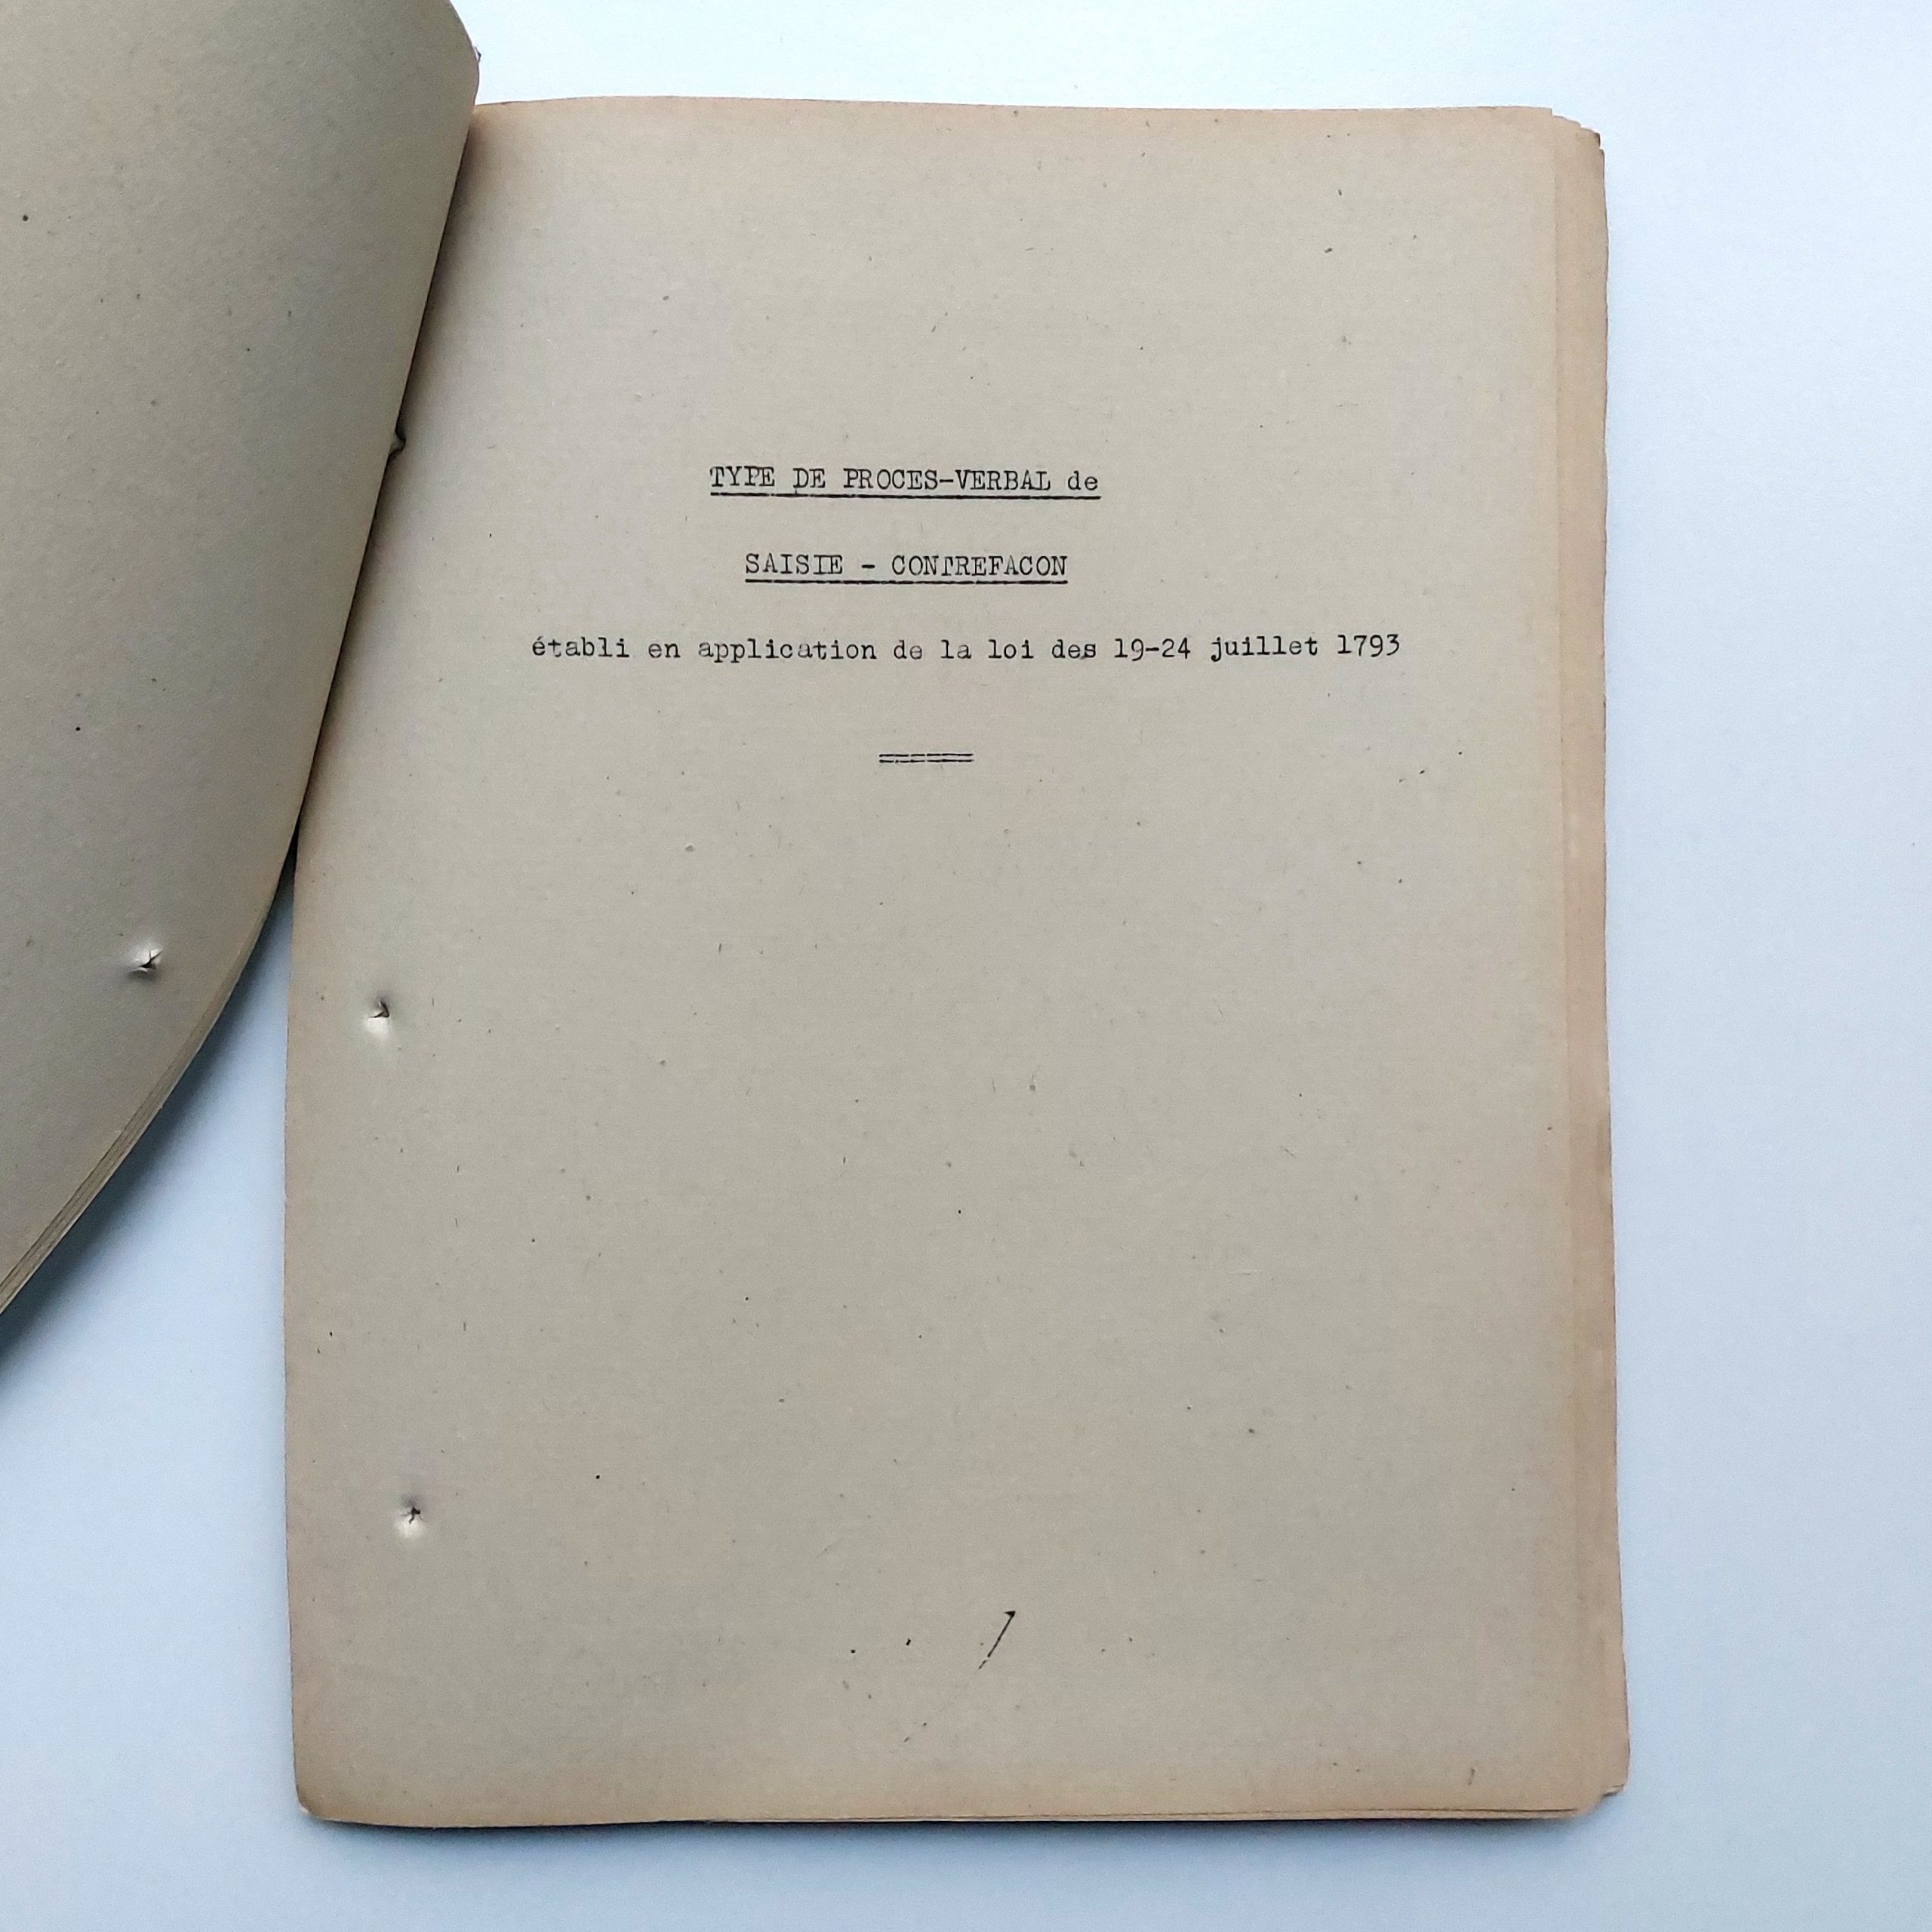 TYPE DE PROCES-VERBAL de
SAISIE - CONTREFACON
établi en application de la loi des 19-24 juillet 1793